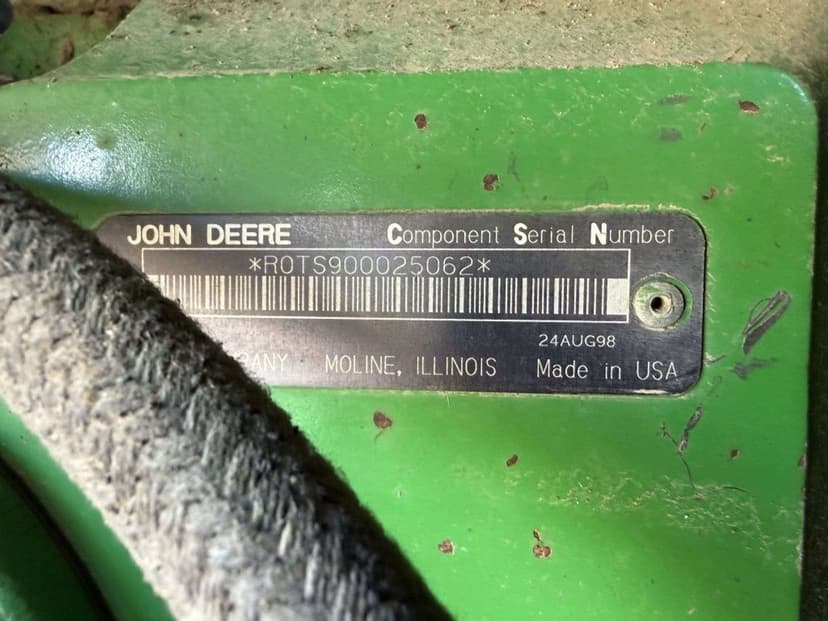 JOHN DEERE Component Serial Number
*R0TS900025062*
24AUG98
MOLINE, ILLINOIS Made in USA